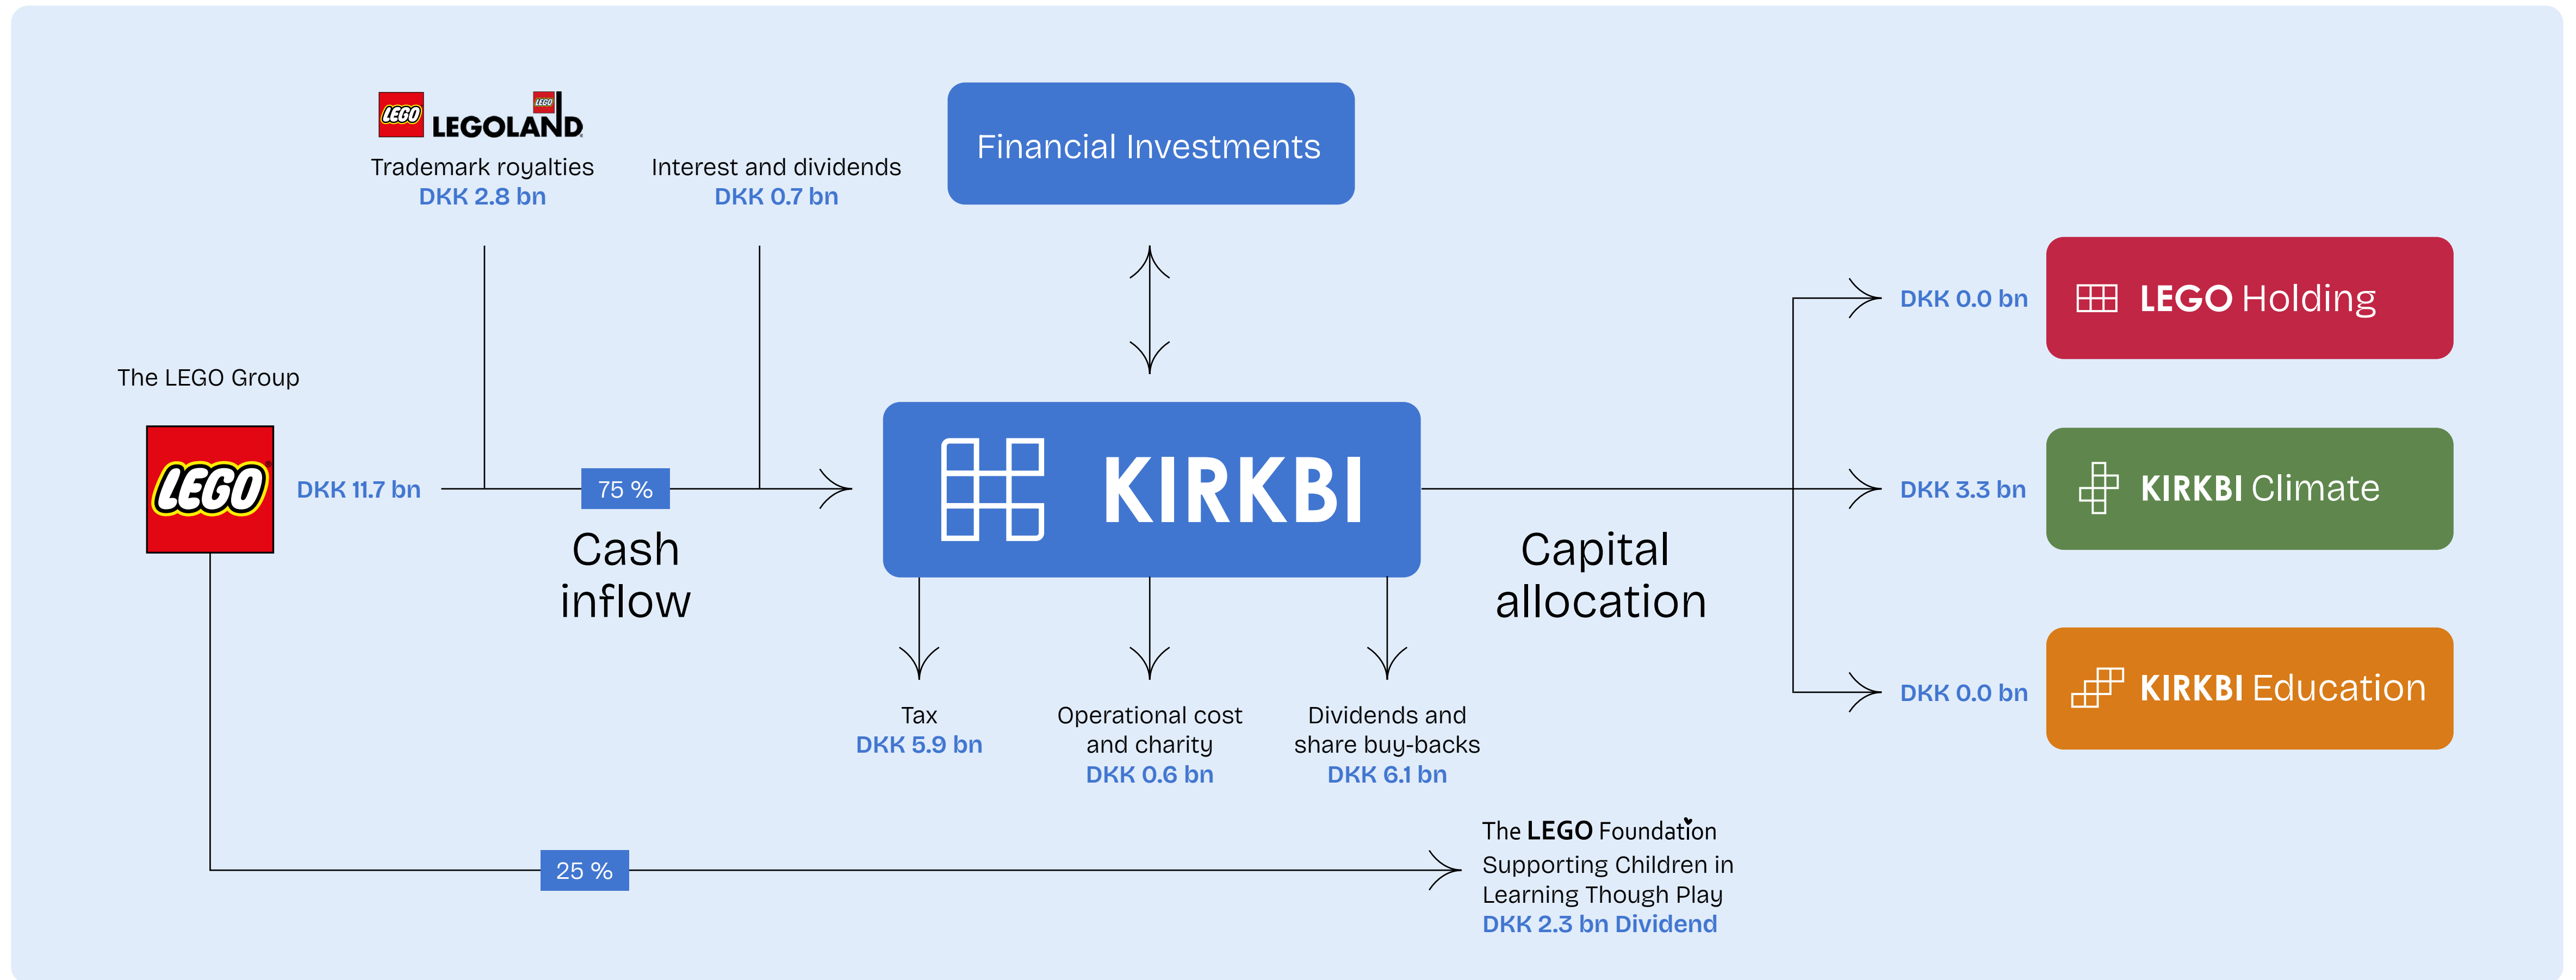 LEGO
LEGOLAND
LEGO
Trademark royalties
DKK 2.8 bn
Interest and dividends
DKK 0.7 bn
Financial Investments
The LEGO Group
LEGO
DKK 11.7 bn
75 %
Cash
inflow
KIRKBI
Capital
allocation
DKK 0.0 bn
LEGO Holding
DKK 3.3 bn
KIRKBI Climate
DKK 0.0 bn
KIRKBI Education
Tax
DKK 5.9 bn
Operational cost
and charity
DKK 0.6 bn
Dividends and
share buy-backs
DKK 6.1 bn
25 %
The LEGO Foundation
Supporting Children in
Learning Though Play
DKK 2.3 bn Dividend